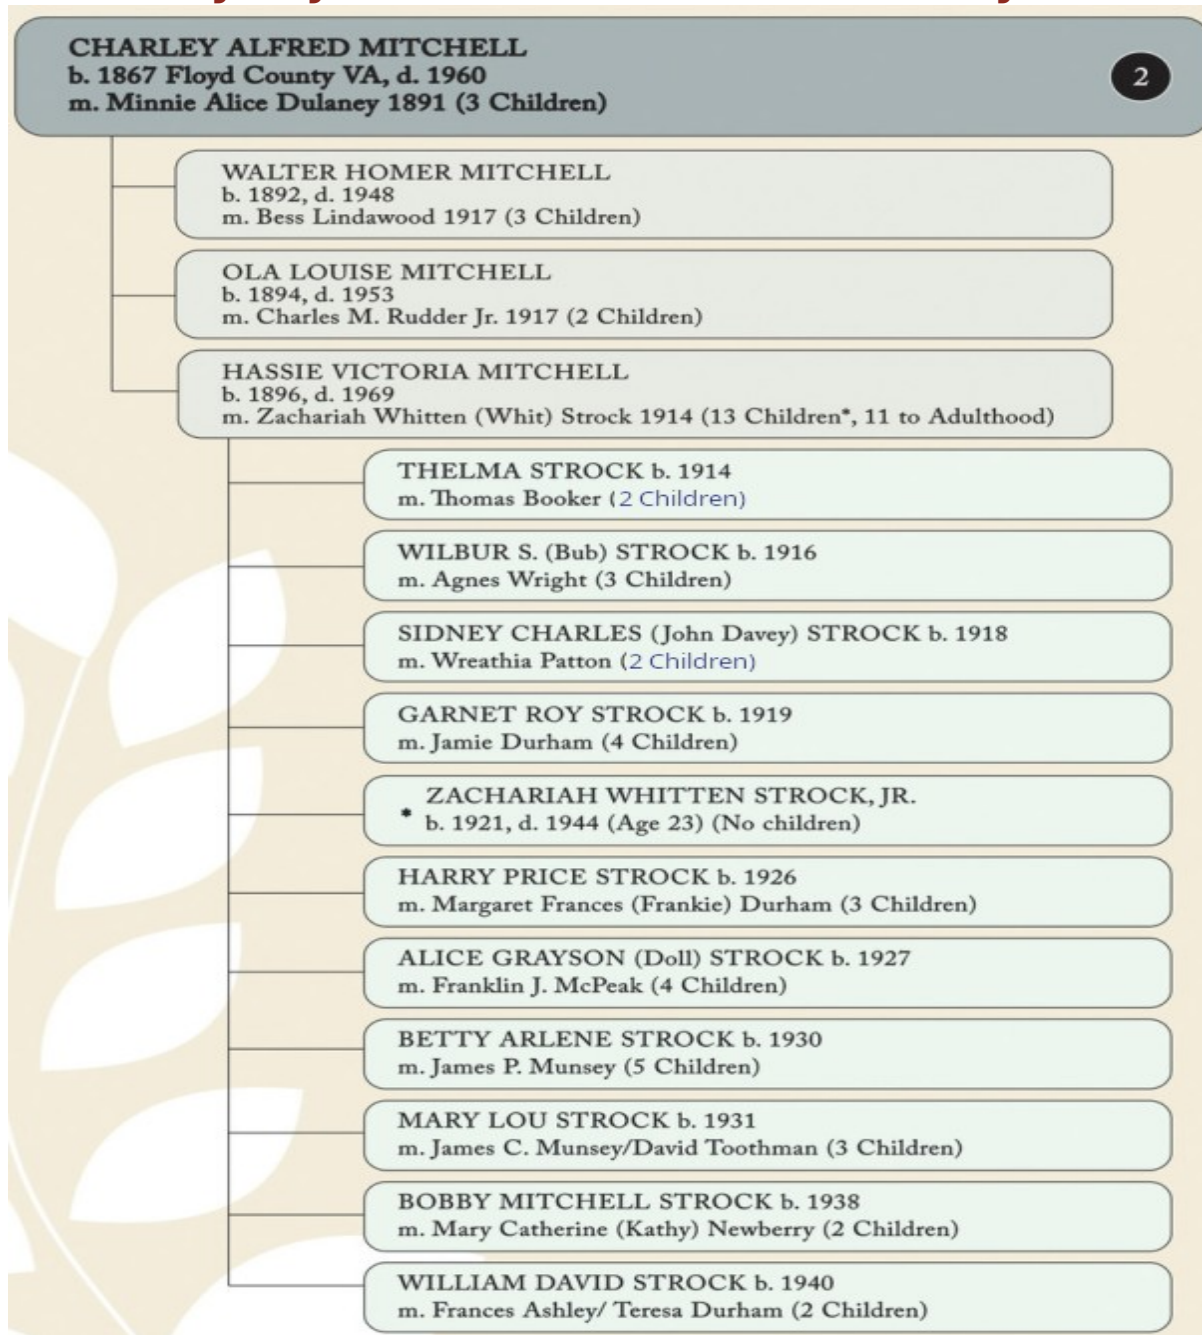 CHARLEY ALFRED MITCHELL
b. 1867 Floyd County VA, d. 1960
m. Minnie Alice Dulaney 1891 (3 Children)
2
WALTER HOMER MITCHELL
b. 1892, d. 1948
m. Bess Lindawood 1917 (3 Children)
OLA LOUISE MITCHELL
b. 1894, d. 1953
m. Charles M. Rudder Jr. 1917 (2 Children)
HASSIE VICTORIA MITCHELL
b. 1896, d. 1969
m. Zachariah Whitten (Whit) Strock 1914 (13 Children*, 11 to Adulthood)
THELMA STROCK b. 1914
m. Thomas Booker (2 Children)
WILBUR S. (Bub) STROCK b. 1916
m. Agnes Wright (3 Children)
SIDNEY CHARLES (John Davey) STROCK b. 1918
m. Wreathia Patton (2 Children)
GARNET ROY STROCK b. 1919
m. Jamie Durham (4 Children)
ZACHARIAH WHITTEN STROCK, JR.
* b. 1921, d. 1944 (Age 23) (No children)
HARRY PRICE STROCK b. 1926
m. Margaret Frances (Frankie) Durham (3 Children)
ALICE GRAYSON (Doll) STROCK b. 1927
m. Franklin J. McPeak (4 Children)
BETTY ARLENE STROCK b. 1930
m. James P. Munsey (5 Children)
MARY LOU STROCK b. 1931
m. James C. Munsey/David Toothman (3 Children)
BOBBY MITCHELL STROCK b. 1938
m. Mary Catherine (Kathy) Newberry (2 Children)
WILLIAM DAVID STROCK b. 1940
m. Frances Ashley/ Teresa Durham (2 Children)